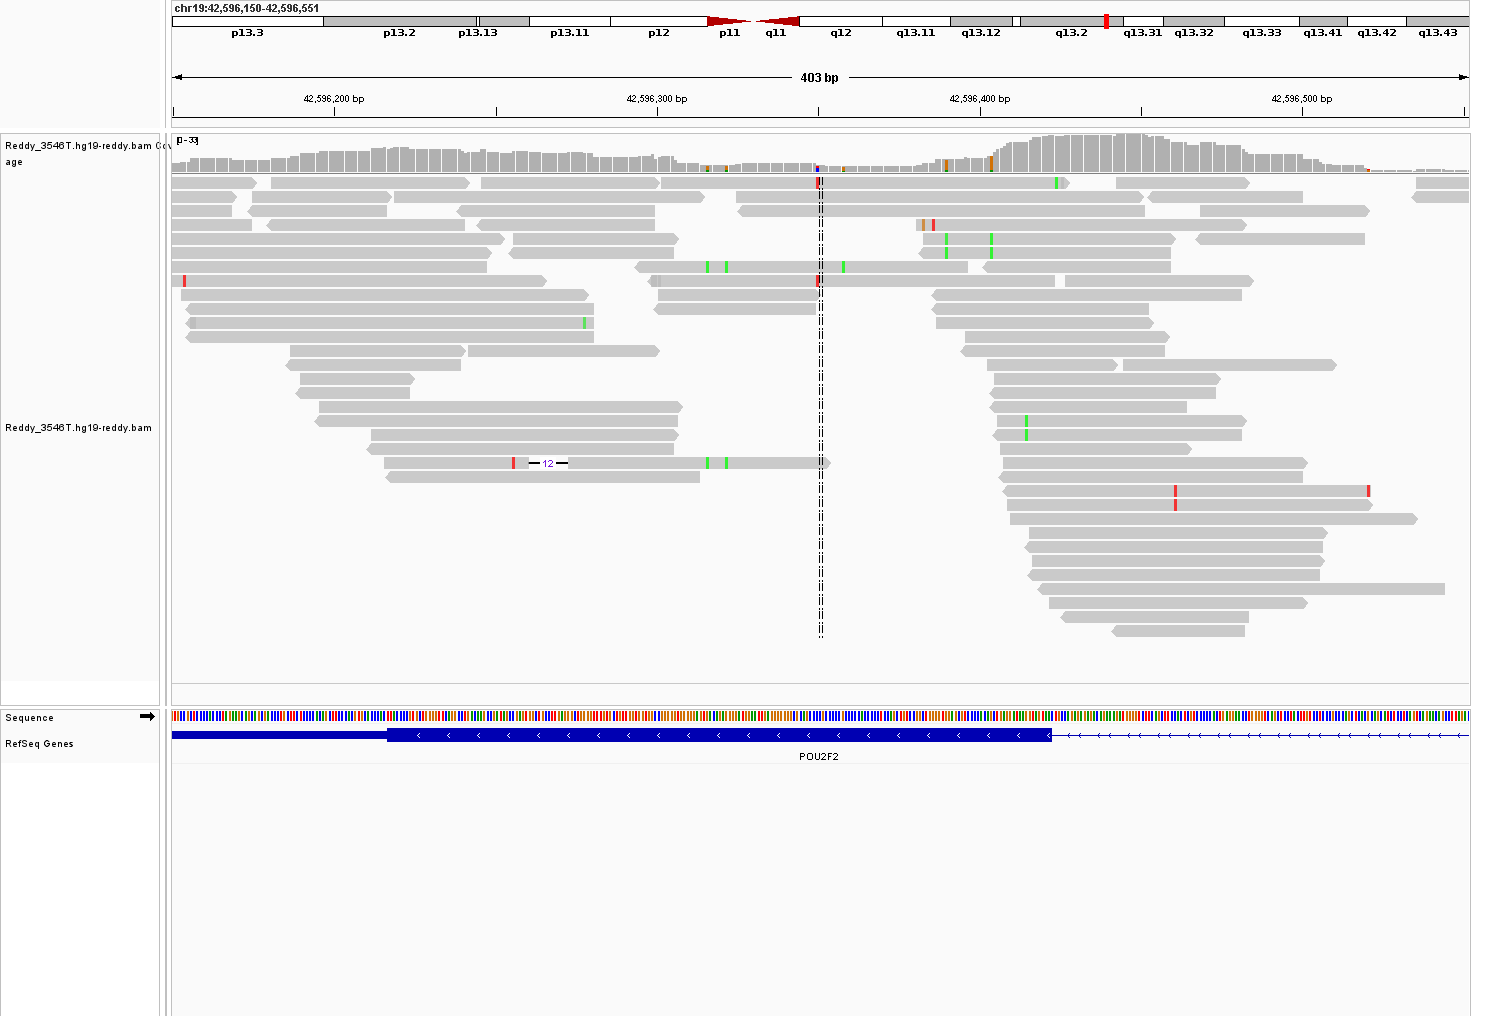 chr19:42,596,150-42,596,551
p13.3 p13.2 p13.13 p13.11 p12 p11 q11 q12 q13.11 q13.12 q13.2 q13.31 q13.32 q13.33 q13.41 q13.42 q13.43
403 bp
42,596,200 bp 42,596,300 bp 42,596,400 bp 42,596,500 bp
[0 - 33]
Reddy_3546T.hg19-reddy.bam Cov
age
Reddy_3546T.hg19-reddy.bam
12
Sequence
RefSeq Genes
POU2F2